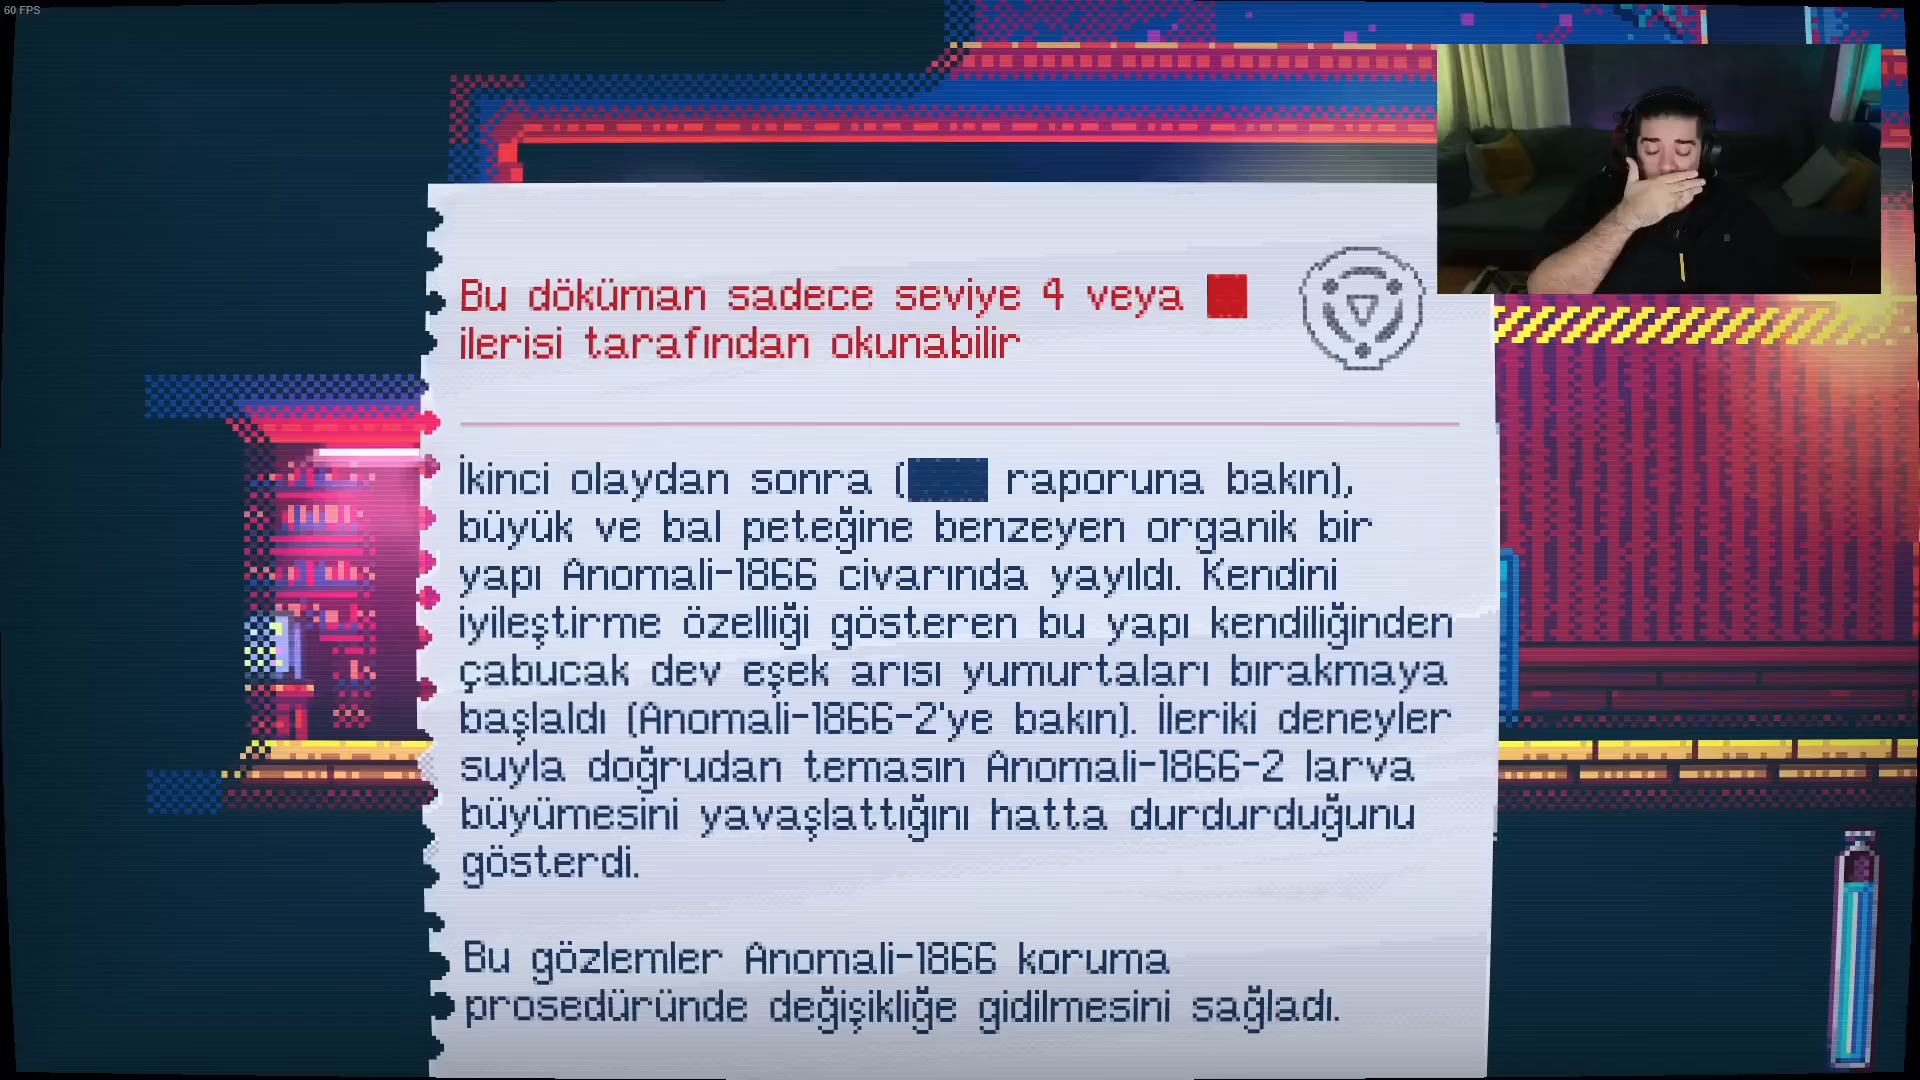 60 FPS
Bu döküman sadece seviye 4 veya
ilerisi tarafından okunabilir
İkinci olaydan sonra ( raporuna bakın),
büyük ve bal peteğine benzeyen organik bir
yapı Anomali-1866 civarında yayıldı. Kendini
iyileştirme özelliği gösteren bu yapı kendiliğinden
çabucak dev eşek arısı yumurtaları bırakmaya
başlaldı (Anomali-1866-2'ye bakın). İleriki deneyler
suyla doğrudan temasın Anomali-1866-2 larva
büyümesini yavaşlattığını hatta durdurduğunu
gösterdi.
Bu gözlemler Anomali-1866 koruma
prosedüründe değişikliğe gidilmesini sağladı.